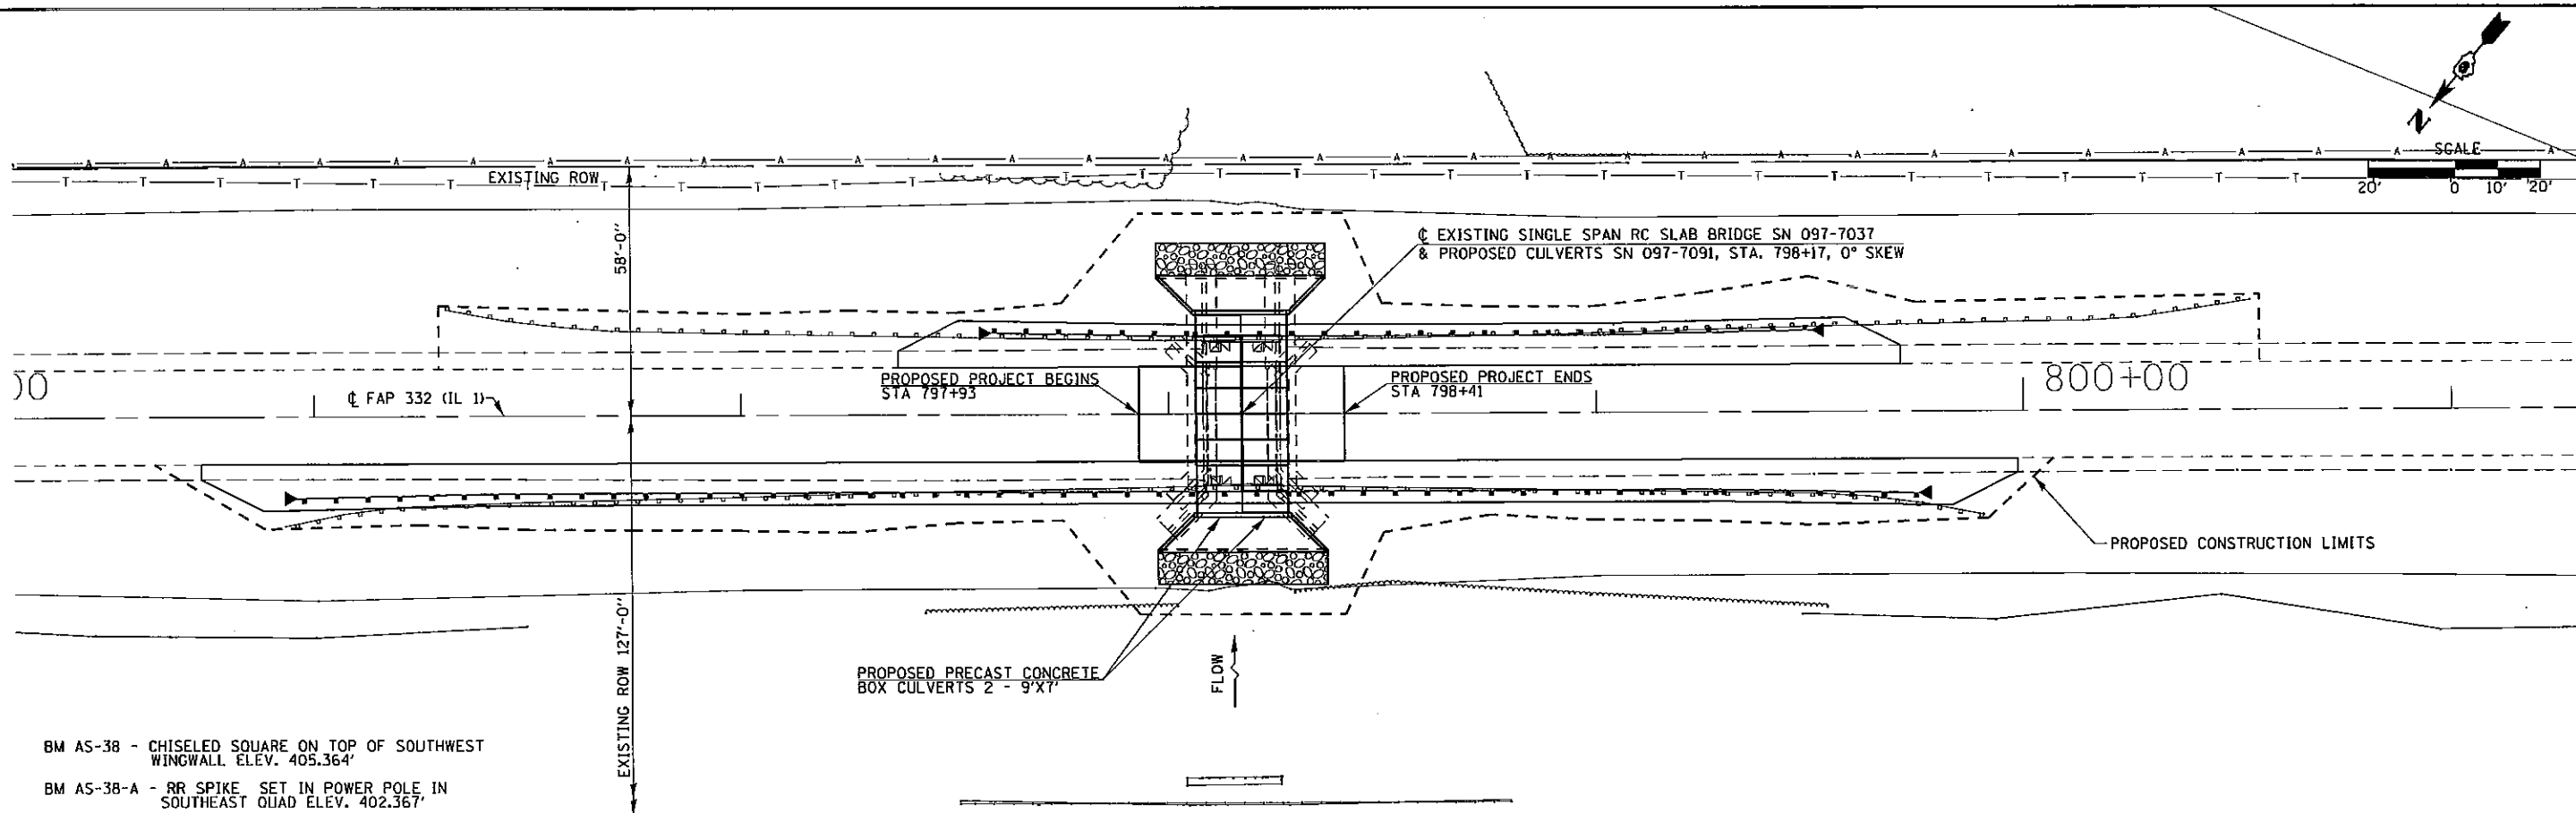 N
SCALE
20' 0 10' 20'
A A A A A A A A A A A A A A A A A A A A A A A A A A A A A A A A
EXISTING ROW
T T T T T T T T T T T T T T T T T T T T T T T T T T T T T T
58'-0"
℄ EXISTING SINGLE SPAN RC SLAB BRIDGE SN 097-7037
& PROPOSED CULVERTS SN 097-7091, STA. 798+17, 0° SKEW
PROPOSED PROJECT BEGINS
STA 797+93
PROPOSED PROJECT ENDS
STA 798+41
800+00
00
℄ FAP 332 (IL 1)
PROPOSED CONSTRUCTION LIMITS
EXISTING ROW 127'-0"
PROPOSED PRECAST CONCRETE
BOX CULVERTS 2 - 9'X7'
FLOW
BM AS-38 - CHISELED SQUARE ON TOP OF SOUTHWEST
WINGWALL ELEV. 405.364'
BM AS-38-A - RR SPIKE SET IN POWER POLE IN
SOUTHEAST QUAD ELEV. 402.367'